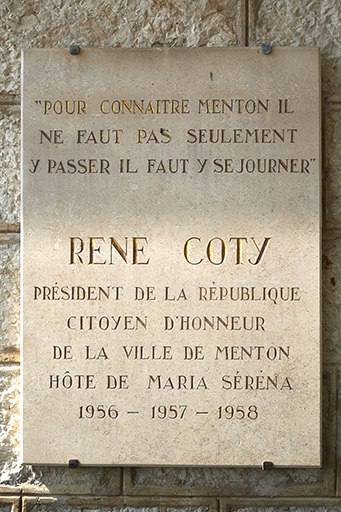 "POUR CONNAITRE MENTON IL
NE FAUT PAS SEULEMENT
Y PASSER IL FAUT Y SEJOURNER"
RENE COTY
PRÉSIDENT DE LA RÉPUBLIQUE
CITOYEN D'HONNEUR
DE LA VILLE DE MENTON
HÔTE DE MARIA SÉRÉNA
1956 – 1957 – 1958